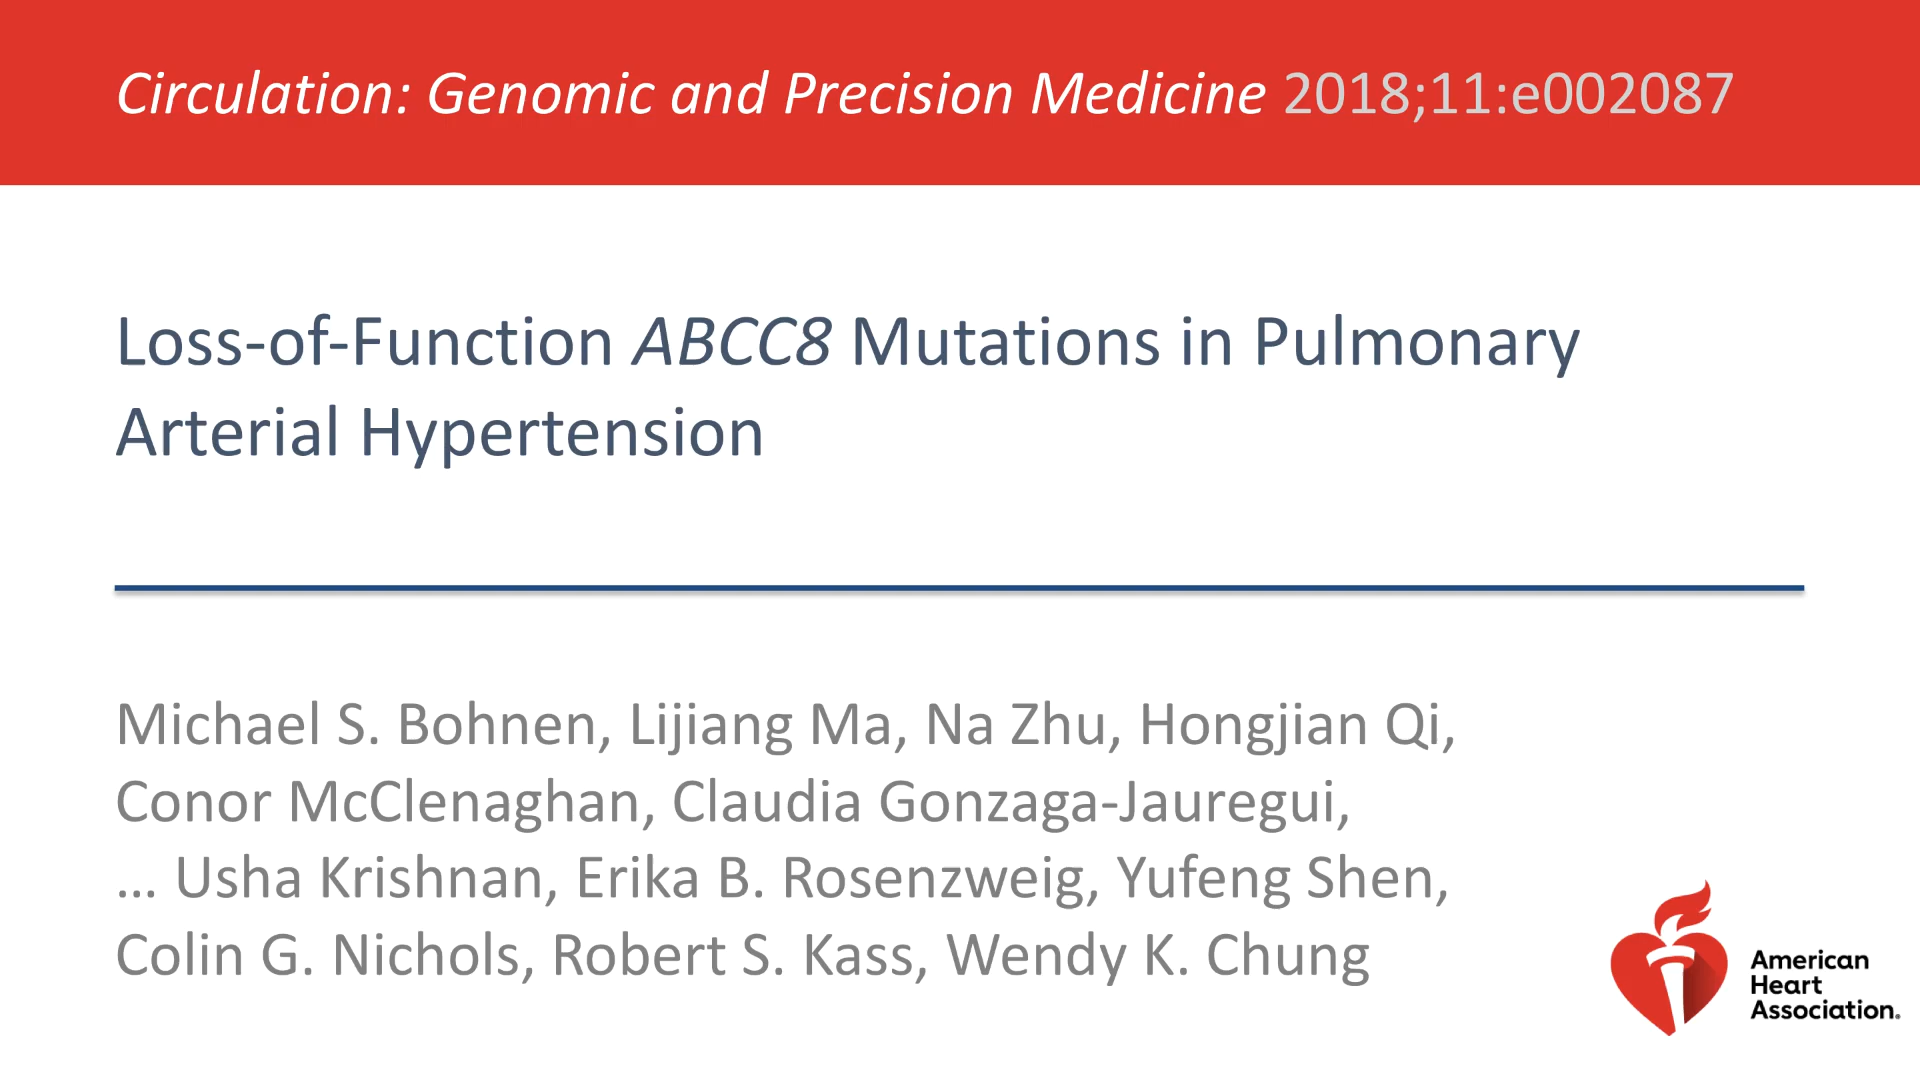 Circulation: Genomic and Precision Medicine 2018;11:e002087
Loss-of-Function ABCC8 Mutations in Pulmonary
Arterial Hypertension
Michael S. Bohnen, Lijiang Ma, Na Zhu, Hongjian Qi,
Conor McClenaghan, Claudia Gonzaga-Jauregui,
... Usha Krishnan, Erika B. Rosenzweig, Yufeng Shen,
Colin G. Nichols, Robert S. Kass, Wendy K. Chung
American
Heart
Association.